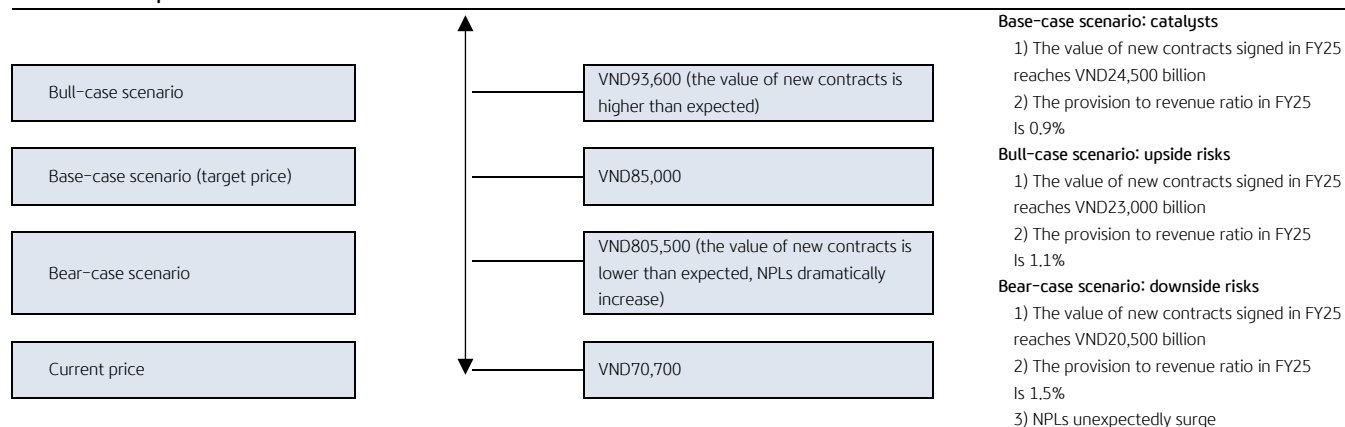 Bull-case scenario
VND93,600 (the value of new contracts is
higher than expected)
Base-case scenario (target price)
VND85,000
Bear-case scenario
VND805,500 (the value of new contracts is
lower than expected, NPLs dramatically
increase)
Current price
VND70,700
Base-case scenario: catalysts
1) The value of new contracts signed in FY25
reaches VND24,500 billion
2) The provision to revenue ratio in FY25
Is 0.9%
Bull-case scenario: upside risks
1) The value of new contracts signed in FY25
reaches VND23,000 billion
2) The provision to revenue ratio in FY25
Is 1.1%
Bear-case scenario: downside risks
1) The value of new contracts signed in FY25
reaches VND20,500 billion
2) The provision to revenue ratio in FY25
Is 1.5%
3) NPLs unexpectedly surge